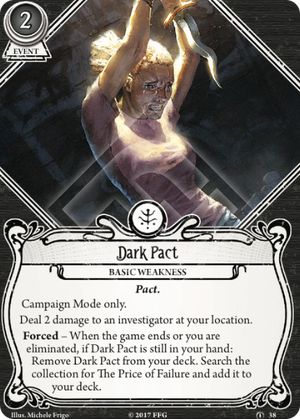 2
EVENT
Dark Pact
BASIC WEAKNESS
Pact.
Campaign Mode only.
Deal 2 damage to an investigator at your location.
Forced – When the game ends or you are
eliminated, if Dark Pact is still in your hand:
Remove Dark Pact from your deck. Search the
collection for The Price of Failure and add it to
your deck.
Illus. Michele Frigo
© 2017 FFG
38